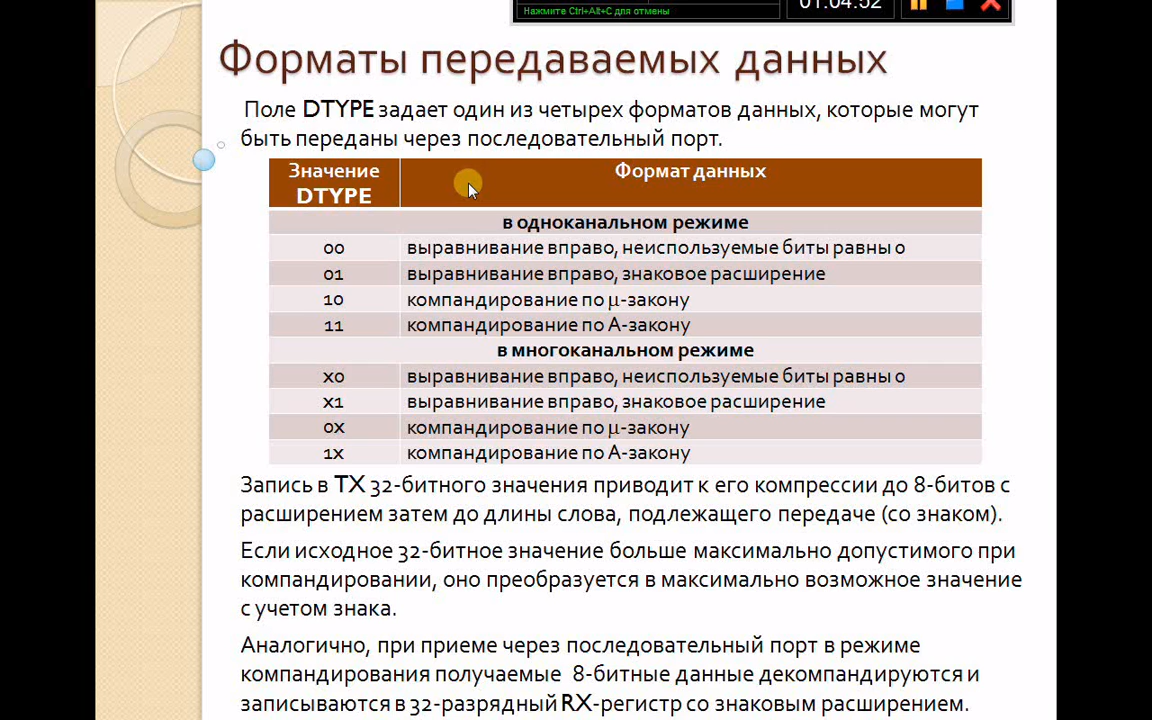 Нажмите Ctrl+Alt+C для отмены
01:04:52
Форматы передаваемых данных
Поле DTYPE задает один из четырех форматов данных, которые могут
быть переданы через последовательный порт.
Значение DTYPE Формат данных
в одноканальном режиме
00 выравнивание вправо, неиспользуемые биты равны 0
01 выравнивание вправо, знаковое расширение
10 компандирование по μ-закону
11 компандирование по А-закону
в многоканальном режиме
x0 выравнивание вправо, неиспользуемые биты равны 0
x1 выравнивание вправо, знаковое расширение
0x компандирование по μ-закону
1x компандирование по А-закону
Запись в TX 32-битного значения приводит к его компрессии до 8-битов с
расширением затем до длины слова, подлежащего передаче (со знаком).
Если исходное 32-битное значение больше максимально допустимого при
компандировании, оно преобразуется в максимально возможное значение
с учетом знака.
Аналогично, при приеме через последовательный порт в режиме
компандирования получаемые 8-битные данные декомпандируются и
записываются в 32-разрядный RX-регистр со знаковым расширением.